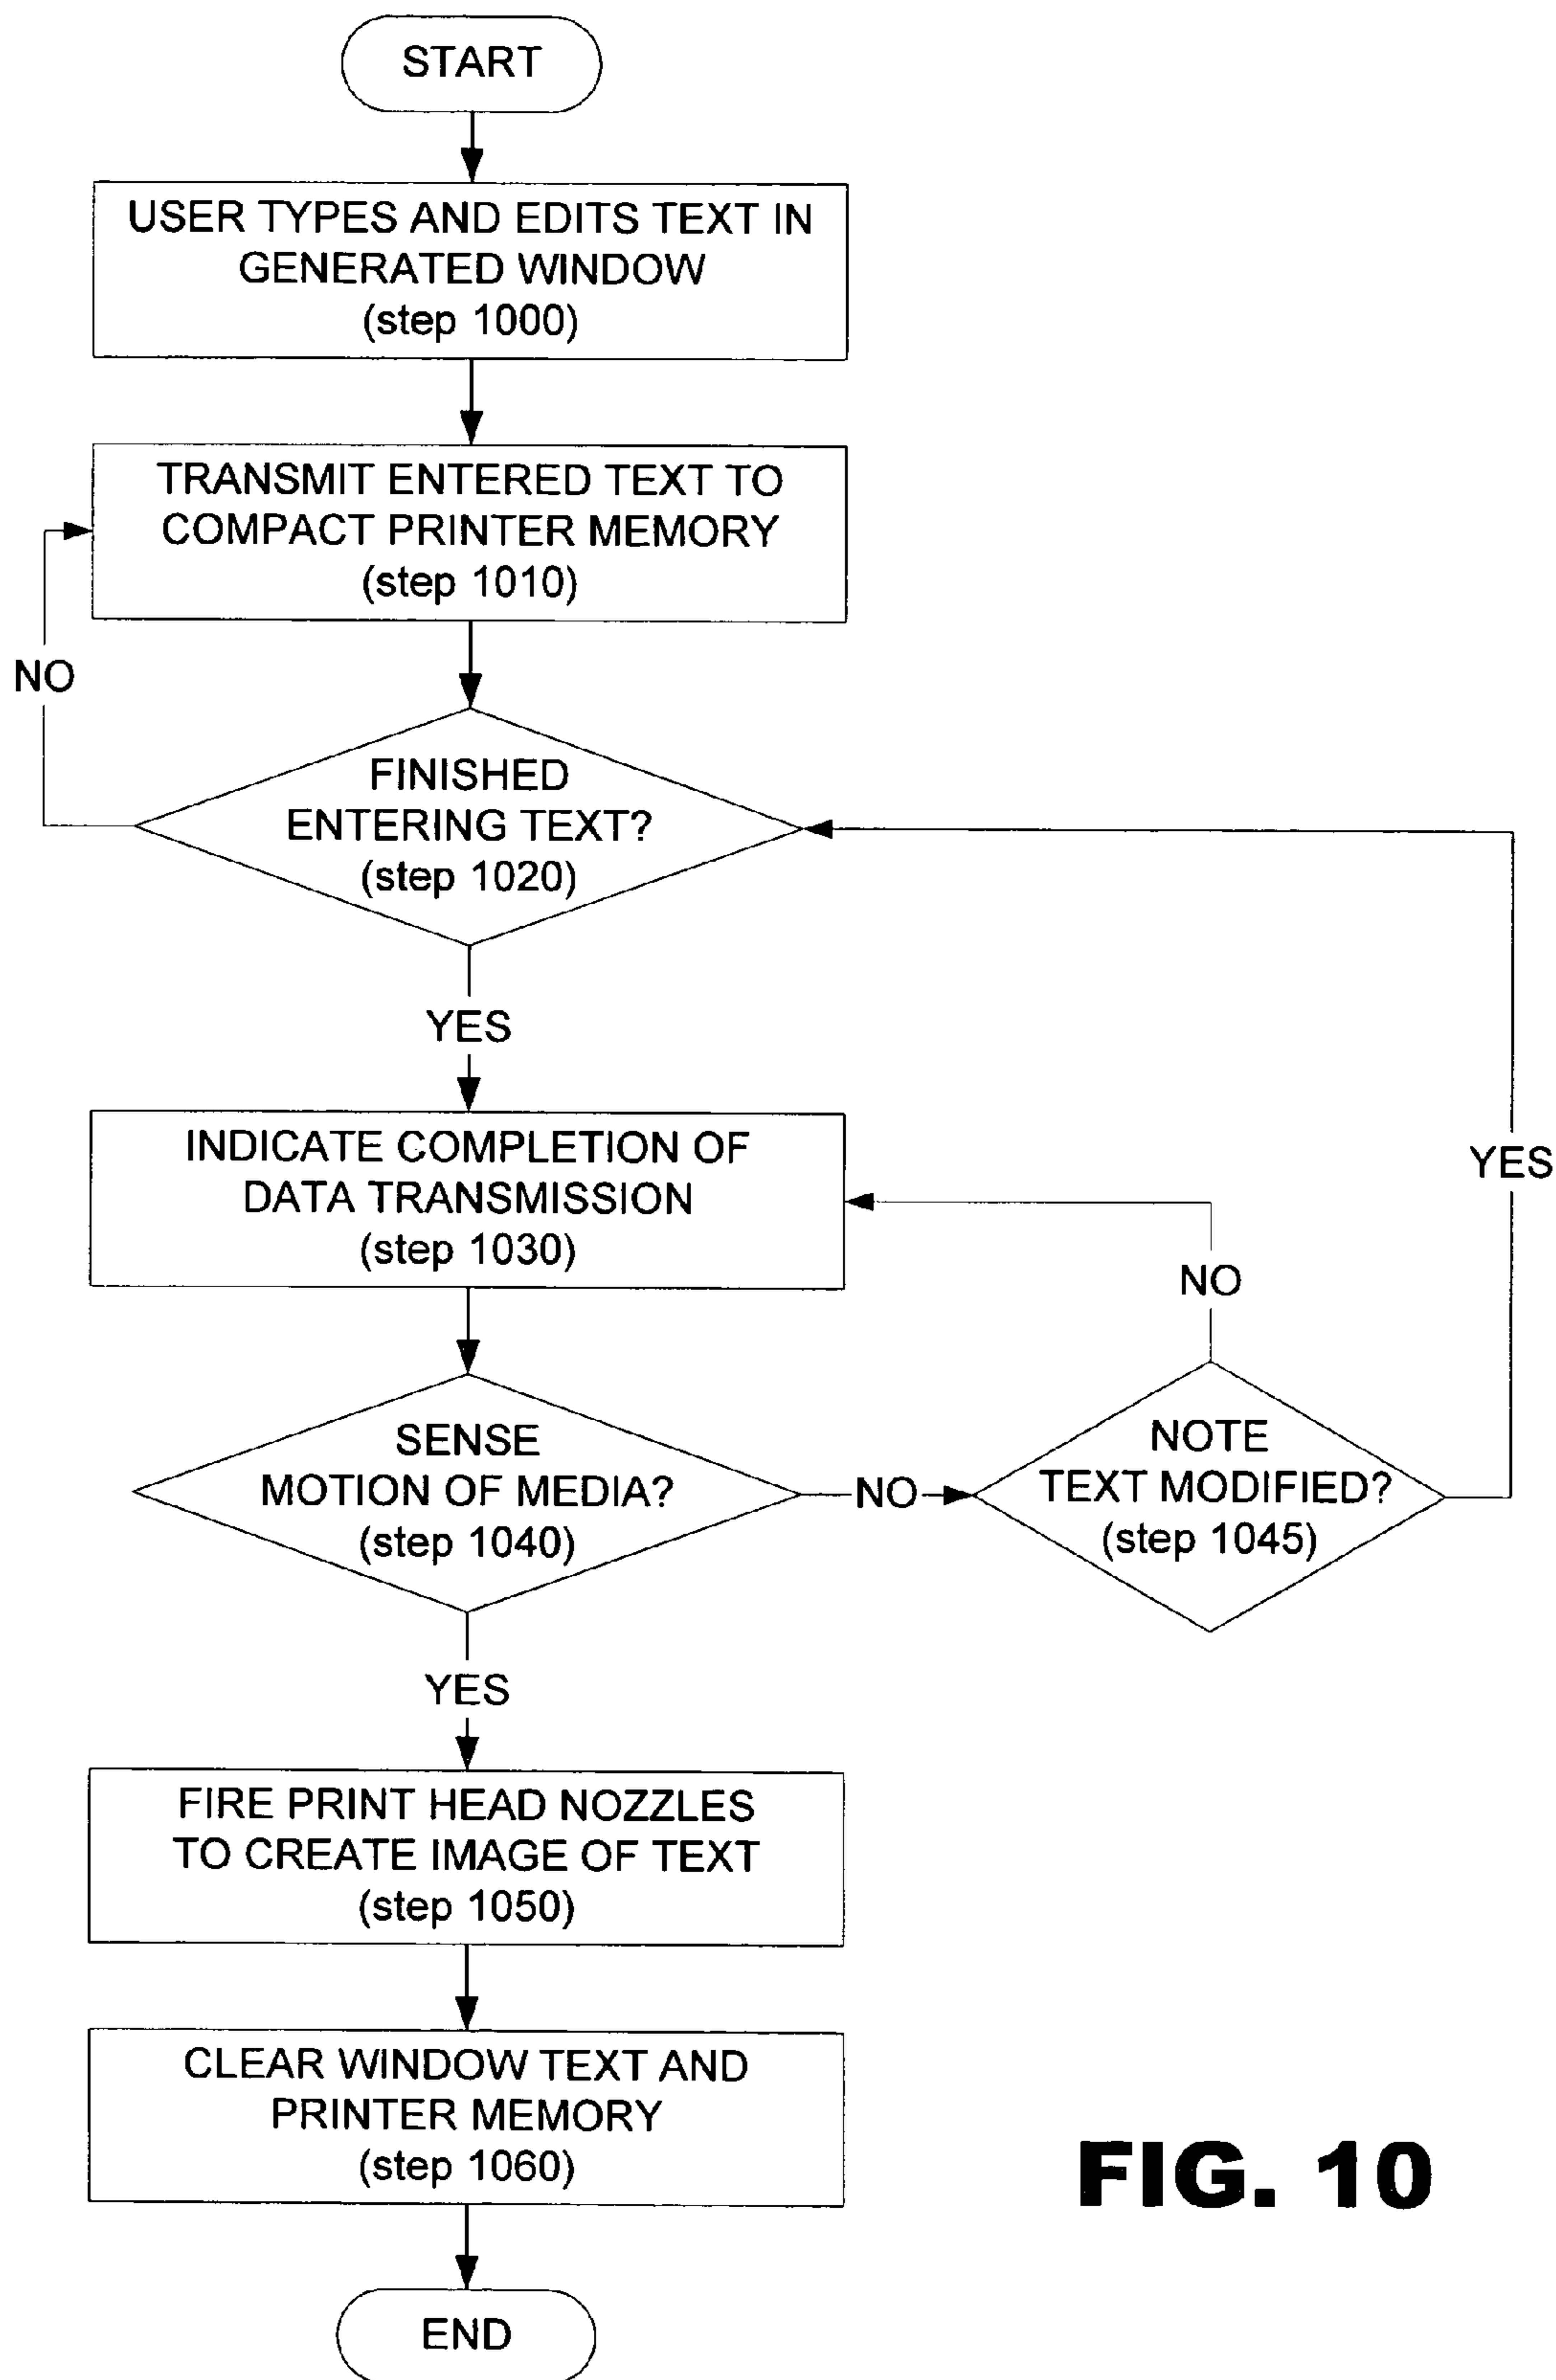 START
USER TYPES AND EDITS TEXT IN
GENERATED WINDOW
(step 1000)
TRANSMIT ENTERED TEXT TO
COMPACT PRINTER MEMORY
(step 1010)
NO
FINISHED
ENTERING TEXT?
(step 1020)
YES
INDICATE COMPLETION OF
DATA TRANSMISSION
(step 1030)
YES
NO
SENSE
MOTION OF MEDIA?
(step 1040)
NO
NOTE
TEXT MODIFIED?
(step 1045)
YES
FIRE PRINT HEAD NOZZLES
TO CREATE IMAGE OF TEXT
(step 1050)
CLEAR WINDOW TEXT AND
PRINTER MEMORY
(step 1060)
FIG. 10
END